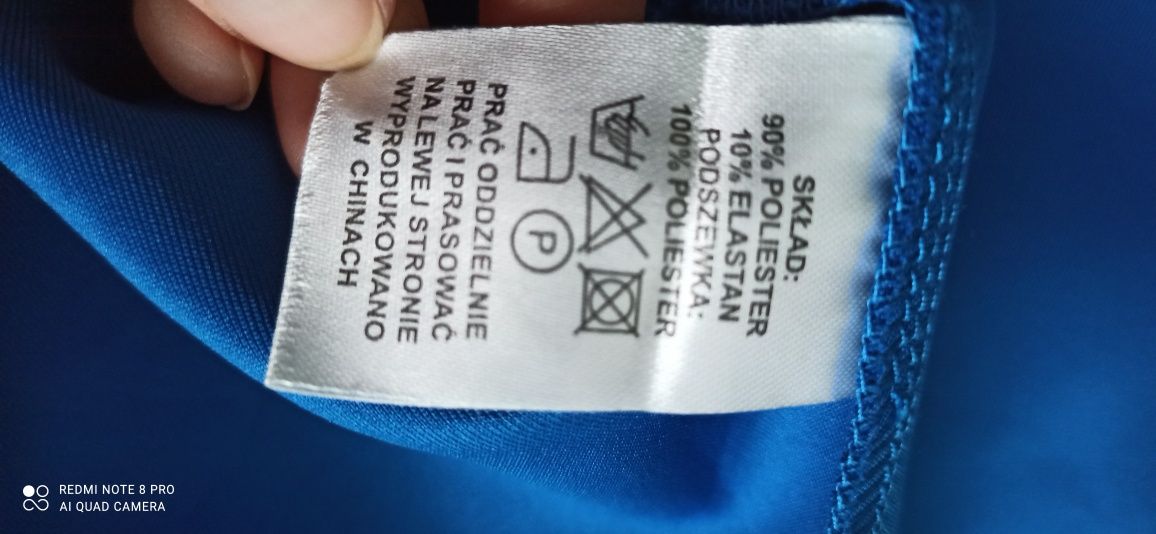 SKŁAD:
90% POLIESTER
10% ELASTAN
PODSZEWKA:
100% POLIESTER
P
PRAĆ ODDZIELNIE
PRAĆ I PRASOWAĆ
NA LEWEJ STRONIE
WYPRODUKOWANO
W CHINACH
REDMI NOTE 8 PRO
AI QUAD CAMERA